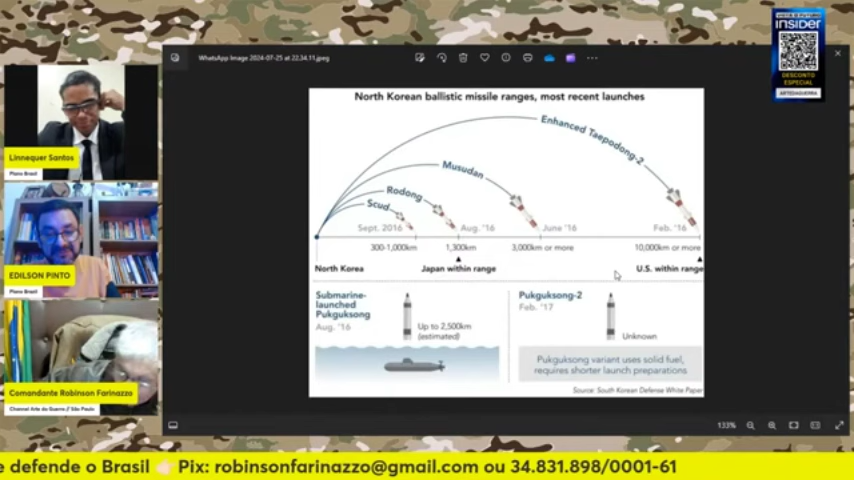 WhatsApp Image 2024-07-25 at 22.34.11.jpeg
INSIDER
DESCONTO
ESPECIAL
ARTEDAGUERRA
North Korean ballistic missile ranges, most recent launches
Enhanced Taepodong-2
Musudan
Rodong
Scud
Sept. 2016
Aug. '16
June '16
Feb. '16
300-1,000km
1,300km
3,000km or more
10,000km or more
North Korea
Japan within range
U.S. within range
Submarine-
launched
Pukguksong
Aug. '16
Up to 2,500km
(estimated)
Pukguksong-2
Feb. '17
Unknown
Pukguksong variant uses solid fuel,
requires shorter launch preparations
Source: South Korean Defense White Paper
133%
Linnequer Santos
Plano Brasil
EDILSON PINTO
Plano Brasil
Comandante Robinson Farinazzo
Channel Arte da Guerra // São Paulo
e defende o Brasil 👉🏻 Pix: robinsonfarinazzo@gmail.com ou 34.831.898/0001-61